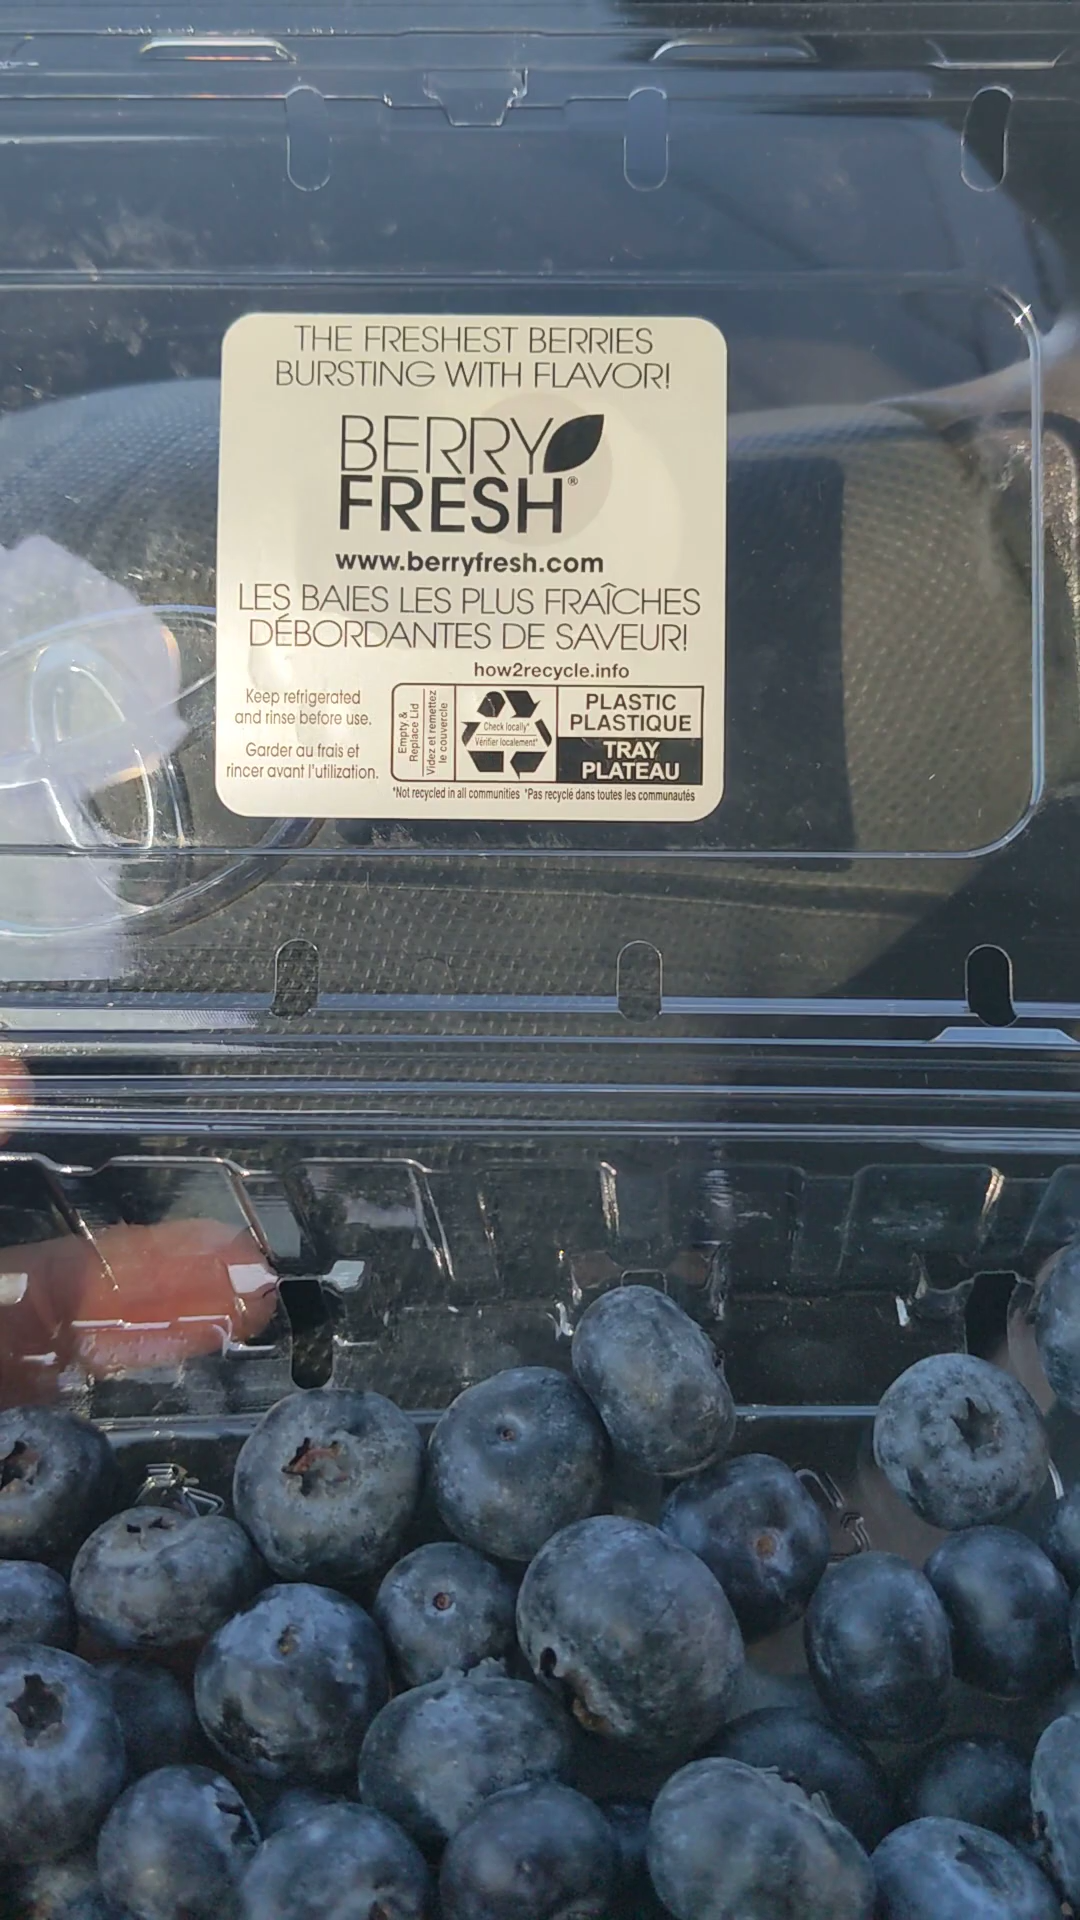 THE FRESHEST BERRIES
BURSTING WITH FLAVOR!
BERRY
FRESH®
www.berryfresh.com
LES BAIES LES PLUS FRAÎCHES
DÉBORDANTES DE SAVEUR!
how2recycle.info
Keep refrigerated
and rinse before use.
Garder au frais et
rincer avant l'utilization.
Empty &
Replace Lid
Videz et remettez
le couvercle
Check locally*
Vérifier localement*
PLASTIC
PLASTIQUE
TRAY
PLATEAU
*Not recycled in all communities *Pas recyclé dans toutes les communautés